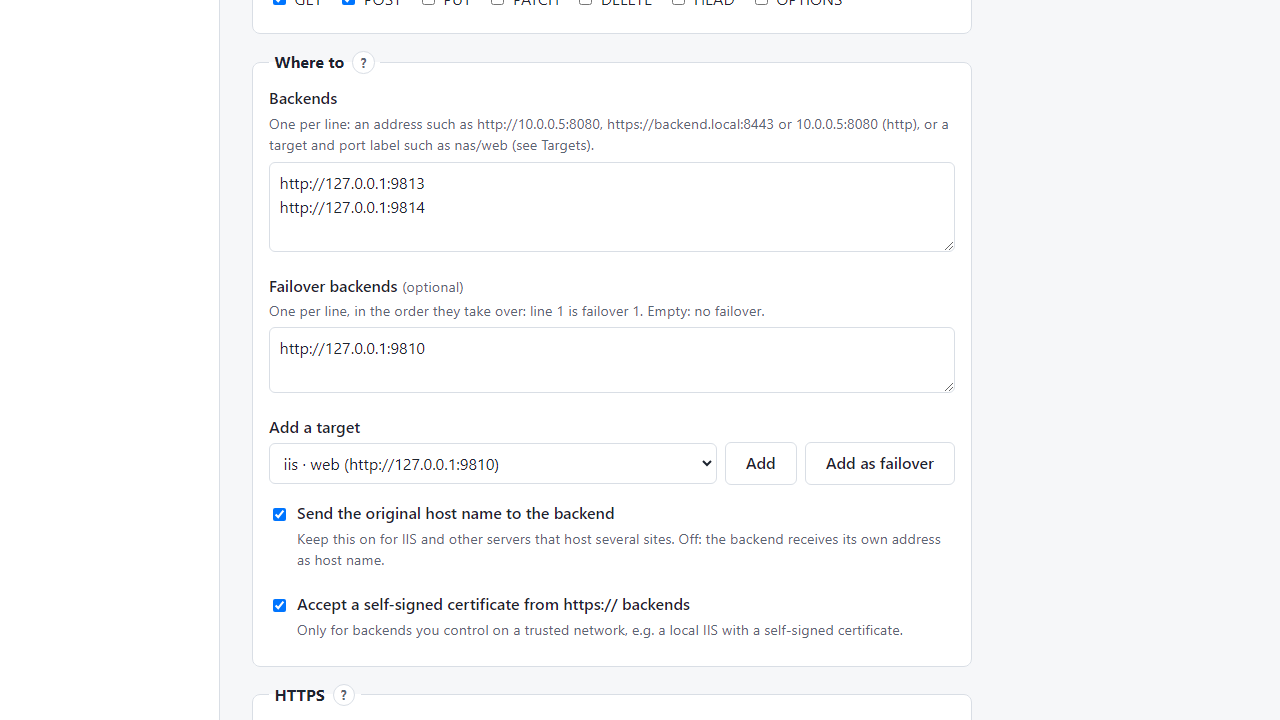 GET POST PUT PATCH DELETE HEAD OPTIONS
Where to ?
Backends
One per line: an address such as http://10.0.0.5:8080, https://backend.local:8443 or 10.0.0.5:8080 (http), or a
target and port label such as nas/web (see Targets).
http://127.0.0.1:9813
http://127.0.0.1:9814
Failover backends (optional)
One per line, in the order they take over: line 1 is failover 1. Empty: no failover.
http://127.0.0.1:9810
Add a target
iis · web (http://127.0.0.1:9810) Add Add as failover
Send the original host name to the backend
Keep this on for IIS and other servers that host several sites. Off: the backend receives its own address
as host name.
Accept a self-signed certificate from https:// backends
Only for backends you control on a trusted network, e.g. a local IIS with a self-signed certificate.
HTTPS ?